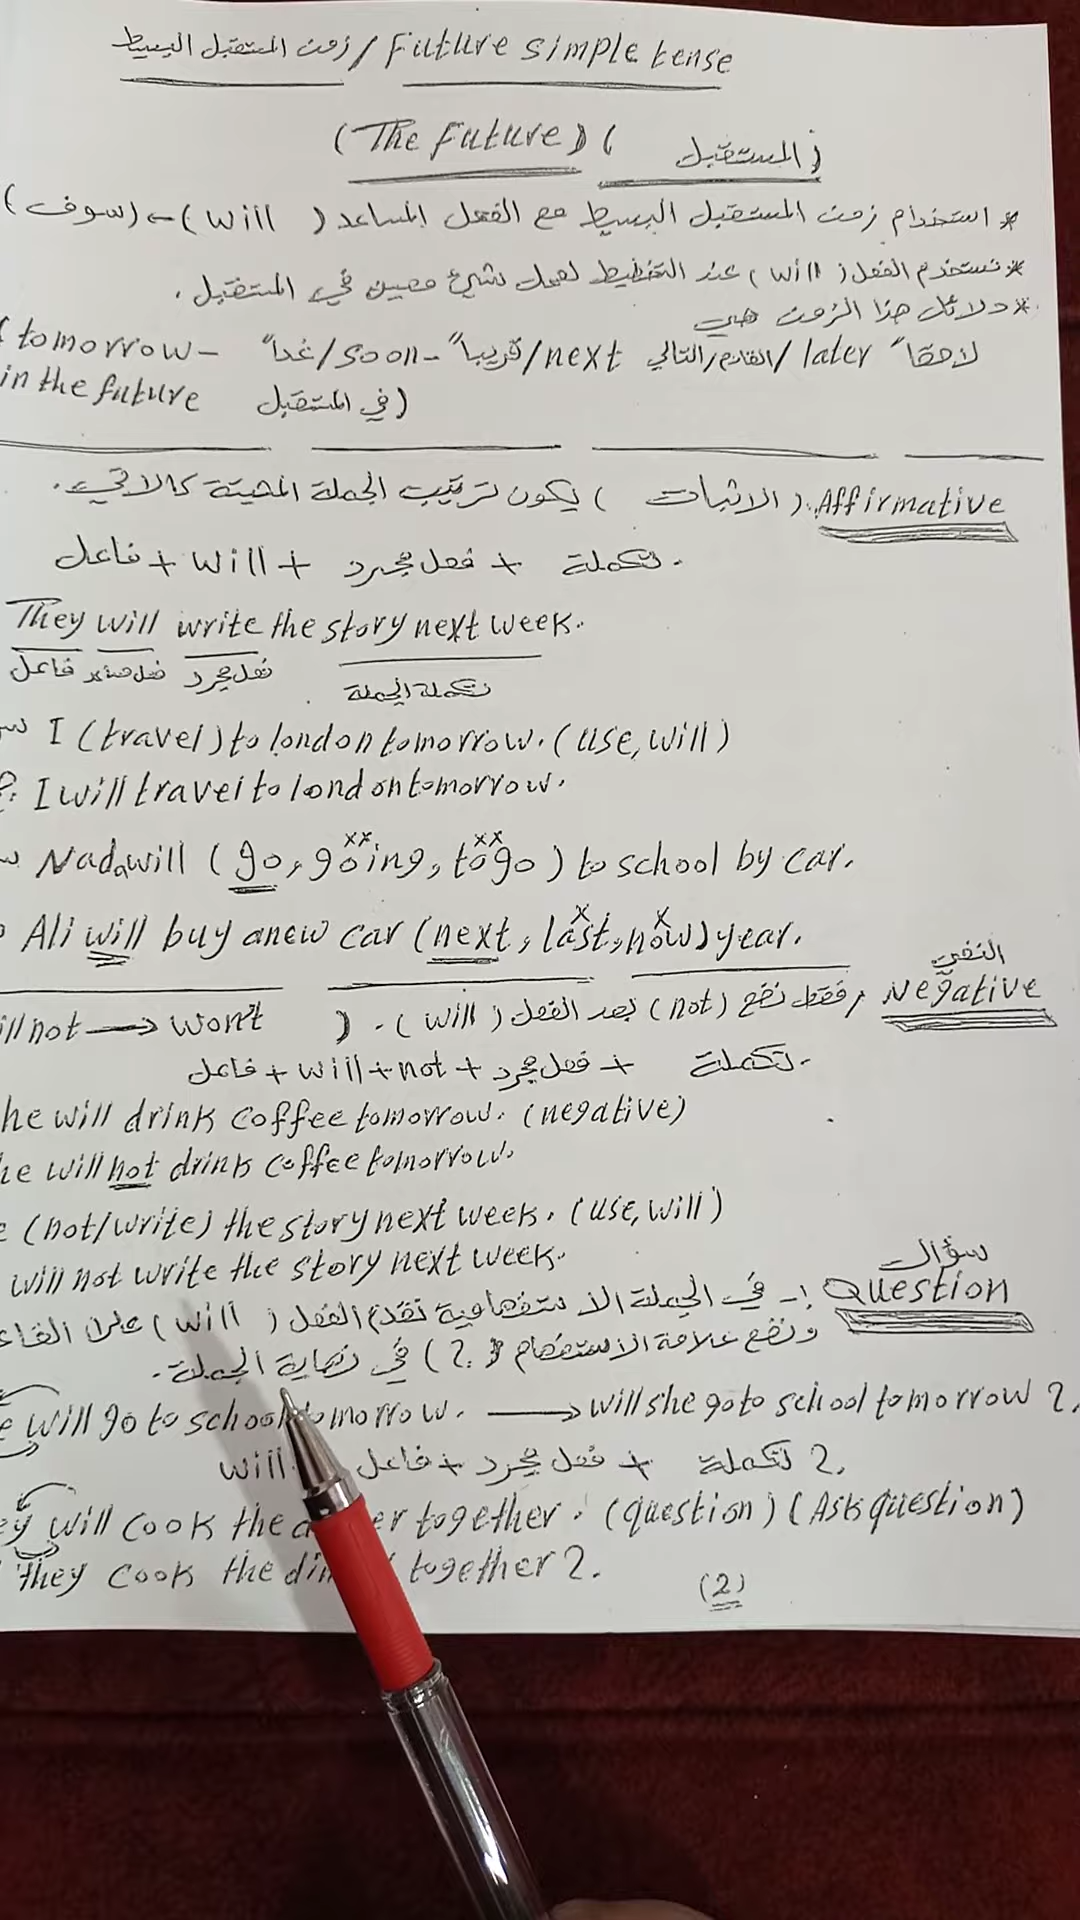 زمن المستقبل البسيط / Future simple tense
(The Future) (المستقبل)
* استخدام زمن المستقبل البسيط مع الفعل المساعد (will) ← (سوف)
* نستخدم الفعل (will) عند التخطيط لعمل شيئ معين في المستقبل.
* دلائل هذا الزمن هي
(tomorrow - غداً / soon - قريباً / next التالي/القادم / later لاحقاً
in the future في المستقبل)
Affirmative (الاثبات) يكون ترتيب الجملة المثبتة كالاتي.
فاعل + will + فعل مجرد + تكملة.
They will write the story next week.
فاعل فعل مساعد فعل مجرد تكملة الجملة
I (travel) to london tomorrow. (use, will)
I will travel to london tomorrow.
Nada will (go, going, to go) to school by car.
Ali will buy a new car (next, last, now) year.
النفي
Negative فقط نضع (not) بعد الفعل (will). (will not → won't
فاعل + will + not + فعل مجرد + تكملة.
he will drink coffee tomorrow. (negative)
he will not drink coffee tomorrow.
(not/write) the story next week. (use, will)
will not write the story next week.
سؤال
Question :- في الجملة الاستفهامية نقدم الفعل (will) على
ونضع علامة الاستفهام (?) في نهاية الجملة.
will go to school tomorrow. → will she go to school tomorrow ?
will فاعل + فعل مجرد + تكملة ?
will cook the together. (question) (Ask question)
they cook the together ?
(2)